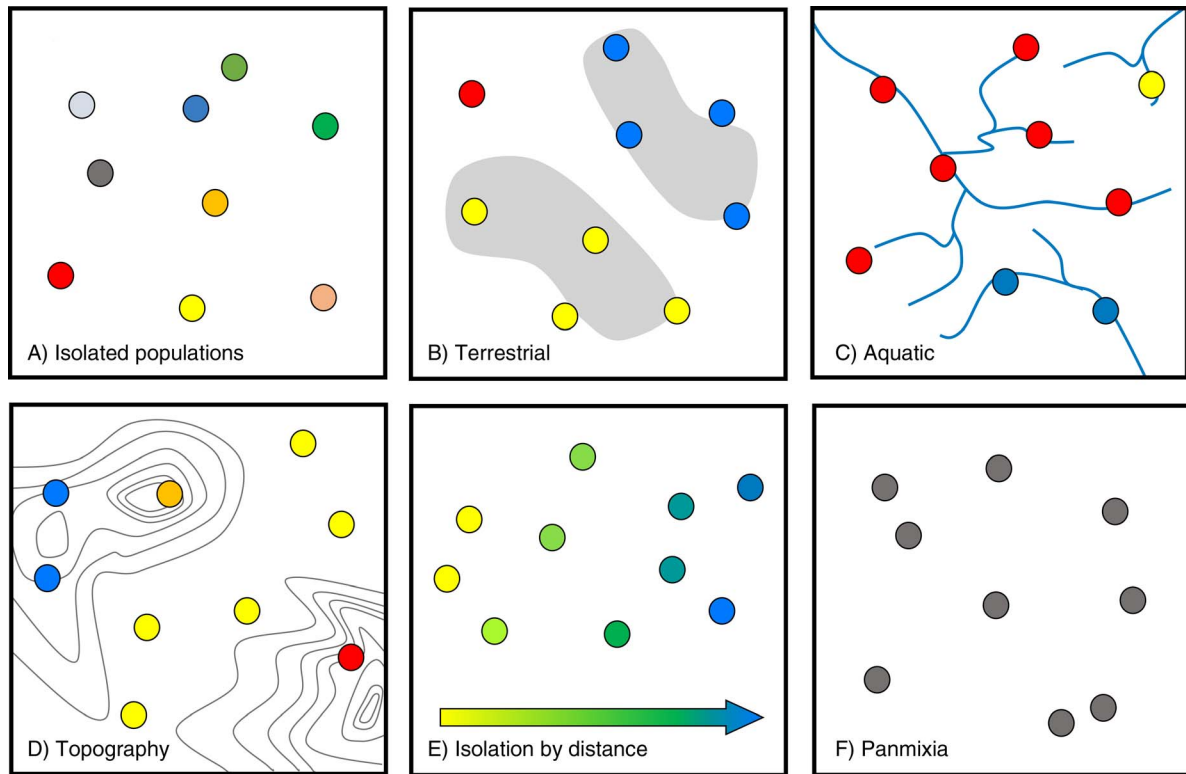 A) Isolated populations
B) Terrestrial
C) Aquatic
D) Topography
E) Isolation by distance
F) Panmixia